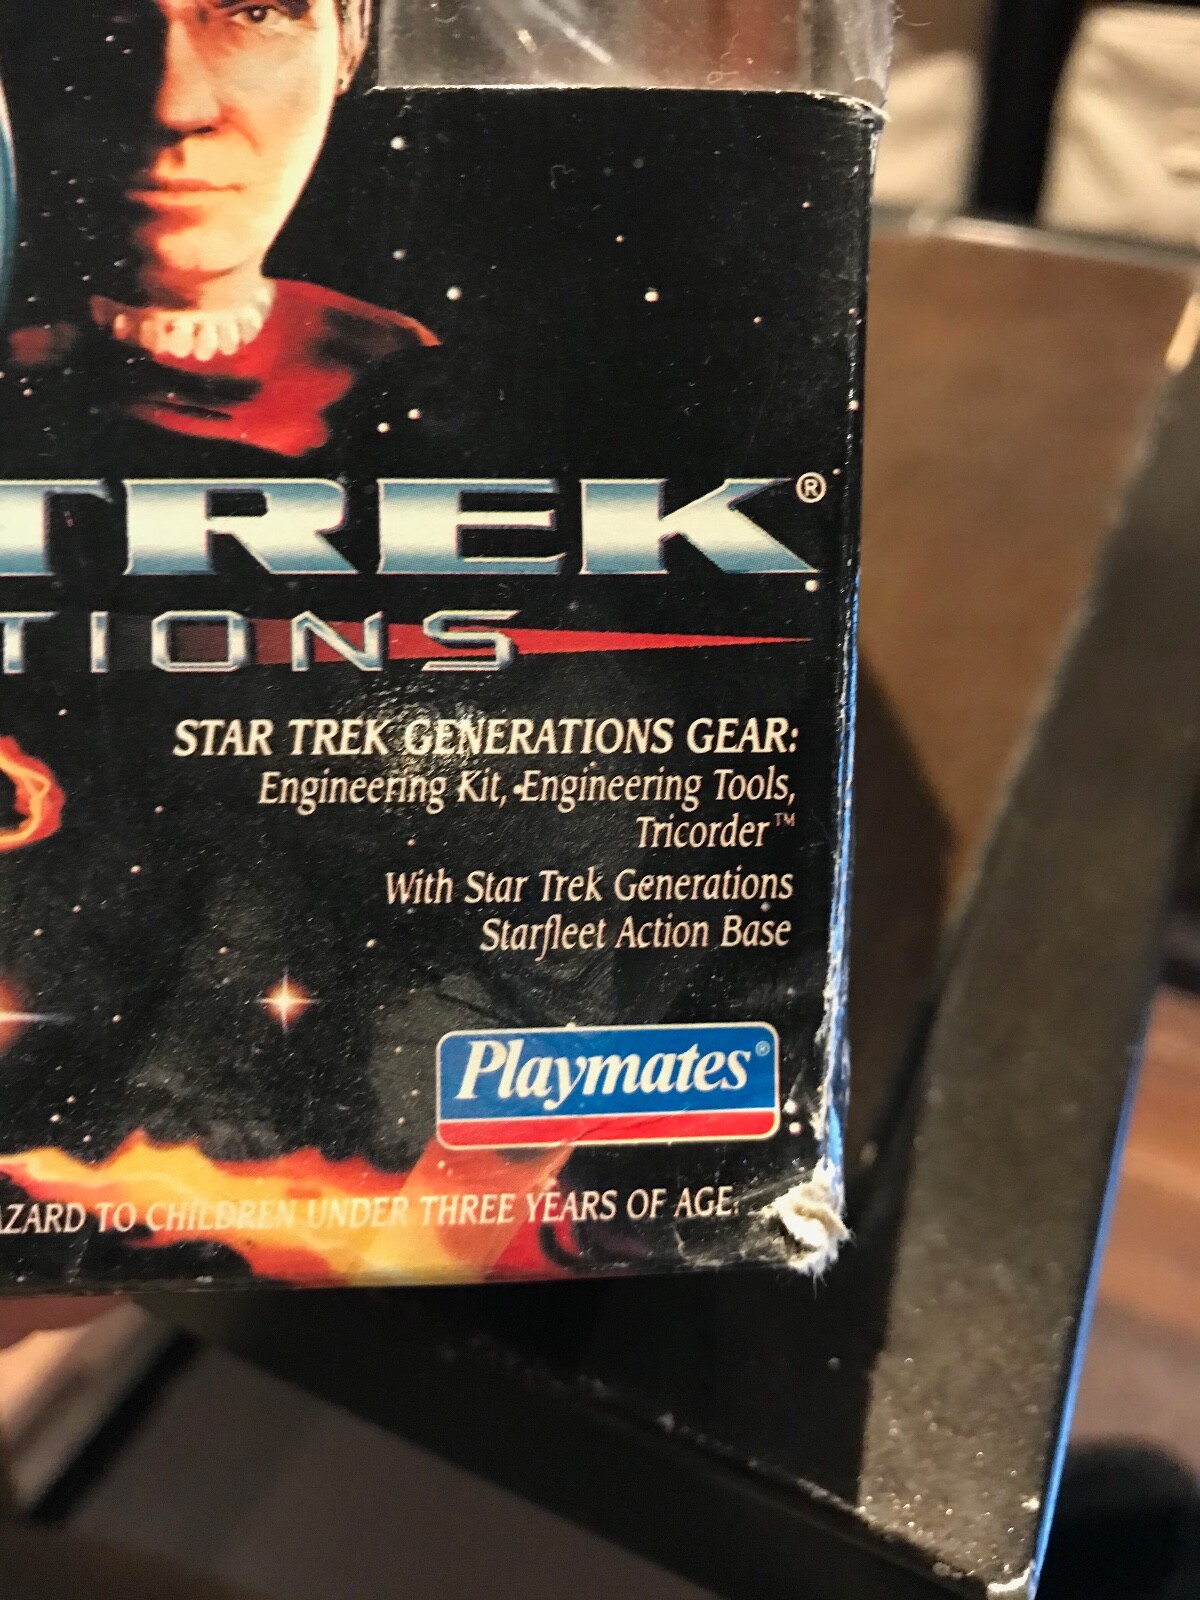 TREK®
TIONS
STAR TREK GENERATIONS GEAR:
Engineering Kit, Engineering Tools,
Tricorder™
With Star Trek Generations
Starfleet Action Base
Playmates®
AZARD TO CHILDREN UNDER THREE YEARS OF AGE.